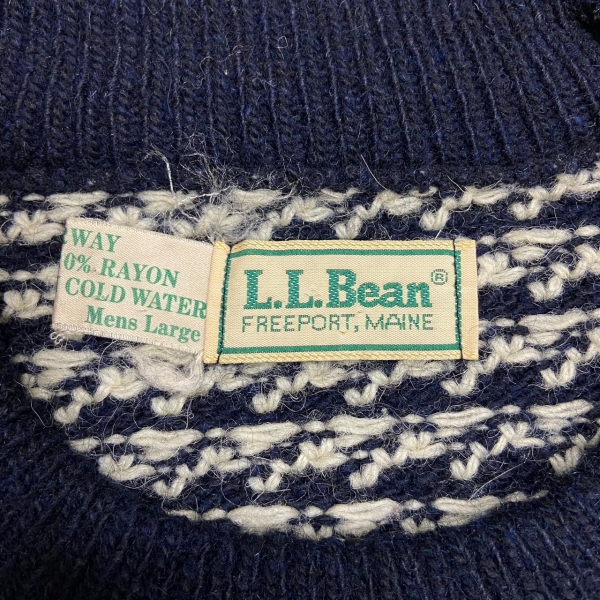 WAY
0% RAYON
COLD WATER
Mens Large
L.L.Bean®
FREEPORT, MAINE